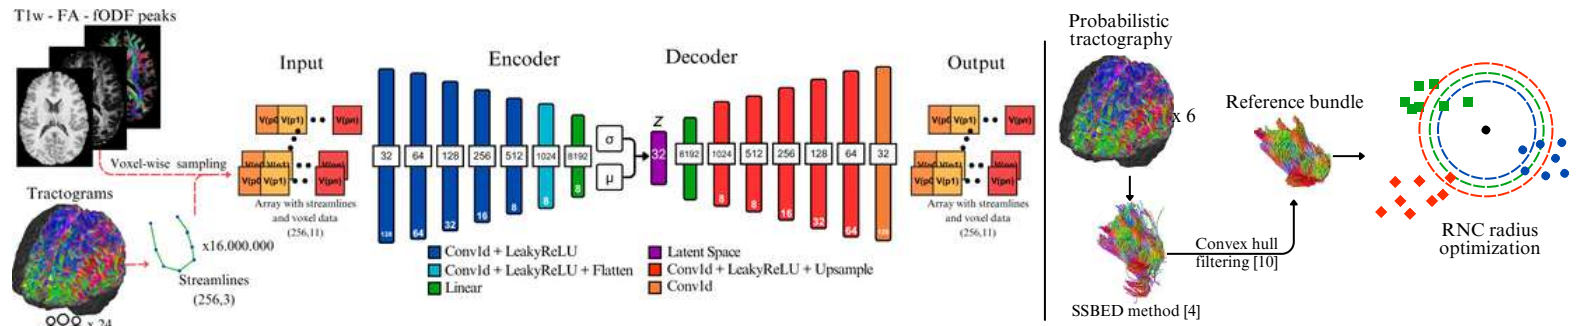 T1w - FA - fODF peaks
Voxel-wise sampling
Tractograms
x 24
x16.000.000
Streamlines
(256,3)
Input
V(p0 V(p1) V(pn)
V(p0 V(p1) V(pn)
Array with streamlines
and voxel data
(256,11)
Encoder
32 64 128 256 512 1024 8192
128 64 32 16 8 8 8
σ
μ
z
32
Decoder
8192 1024 512 256 128 64 32
8 8 16 32 64 128
Output
V(p0 V(p1) V(pn)
V(p0 V(p1) V(pn)
Array with streamlines
and voxel data
(256,11)
Conv1d + LeakyReLU
Conv1d + LeakyReLU + Flatten
Linear
Latent Space
Conv1d + LeakyReLU + Upsample
Conv1d
Probabilistic
tractography
x 6
SSBED method [4]
Convex hull
filtering [10]
Reference bundle
RNC radius
optimization